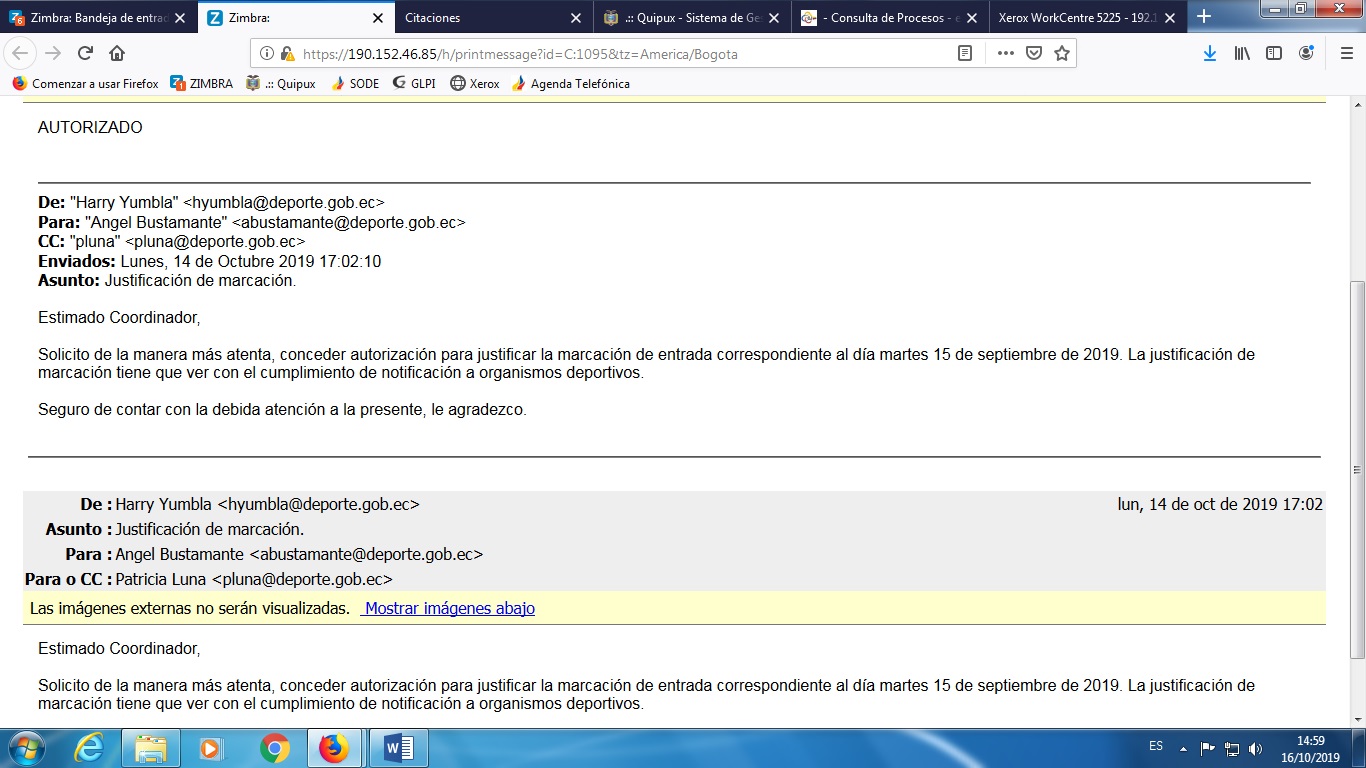 Zimbra: Bandeja de entrad
Zimbra:
Citaciones
.:: Quipux - Sistema de Ge
- Consulta de Procesos - e
Xerox WorkCentre 5225 - 192.1
https://190.152.46.85/h/printmessage?id=C:1095&tz=America/Bogota
Comenzar a usar Firefox
ZIMBRA
.:: Quipux
SODE
GLPI
Xerox
Agenda Telefónica
AUTORIZADO
De: "Harry Yumbla" <hyumbla@deporte.gob.ec>
Para: "Angel Bustamante" <abustamante@deporte.gob.ec>
CC: "pluna" <pluna@deporte.gob.ec>
Enviados: Lunes, 14 de Octubre 2019 17:02:10
Asunto: Justificación de marcación.
Estimado Coordinador,
Solicito de la manera más atenta, conceder autorización para justificar la marcación de entrada correspondiente al día martes 15 de septiembre de 2019. La justificación de
marcación tiene que ver con el cumplimiento de notificación a organismos deportivos.
Seguro de contar con la debida atención a la presente, le agradezco.
De : Harry Yumbla <hyumbla@deporte.gob.ec> lun, 14 de oct de 2019 17:02
Asunto : Justificación de marcación.
Para : Angel Bustamante <abustamante@deporte.gob.ec>
Para o CC : Patricia Luna <pluna@deporte.gob.ec>
Las imágenes externas no serán visualizadas. Mostrar imágenes abajo
Estimado Coordinador,
Solicito de la manera más atenta, conceder autorización para justificar la marcación de entrada correspondiente al día martes 15 de septiembre de 2019. La justificación de
marcación tiene que ver con el cumplimiento de notificación a organismos deportivos.
ES
14:59
16/10/2019